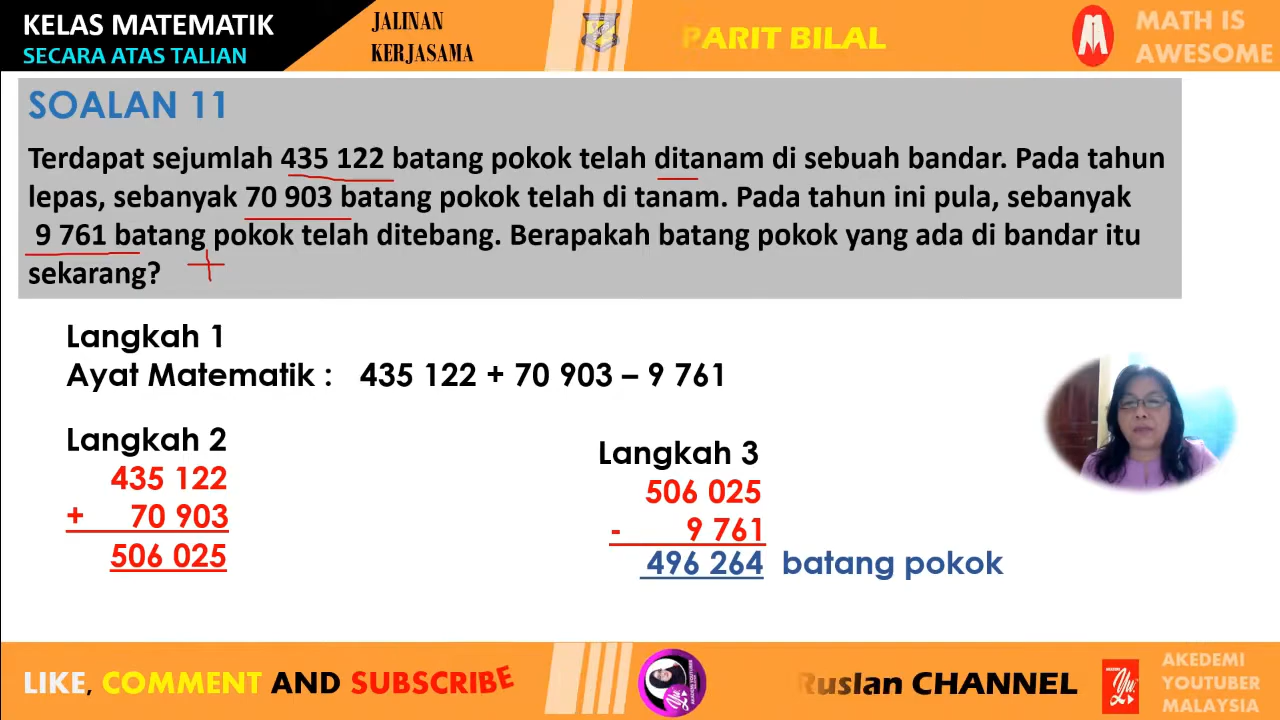 KELAS MATEMATIK
SECARA ATAS TALIAN
JALINAN
KERJASAMA
PARIT BILAL
MATH IS
AWESOME
SOALAN 11
Terdapat sejumlah 435 122 batang pokok telah ditanam di sebuah bandar. Pada tahun
lepas, sebanyak 70 903 batang pokok telah di tanam. Pada tahun ini pula, sebanyak
9 761 batang pokok telah ditebang. Berapakah batang pokok yang ada di bandar itu
sekarang?
+
Langkah 1
Ayat Matematik : 435 122 + 70 903 – 9 761
Langkah 2
435 122
+ 70 903
506 025
Langkah 3
506 025
- 9 761
496 264 batang pokok
LIKE, COMMENT AND SUBSCRIBE
Ruslan CHANNEL
AKEDEMI
YOUTUBER
MALAYSIA